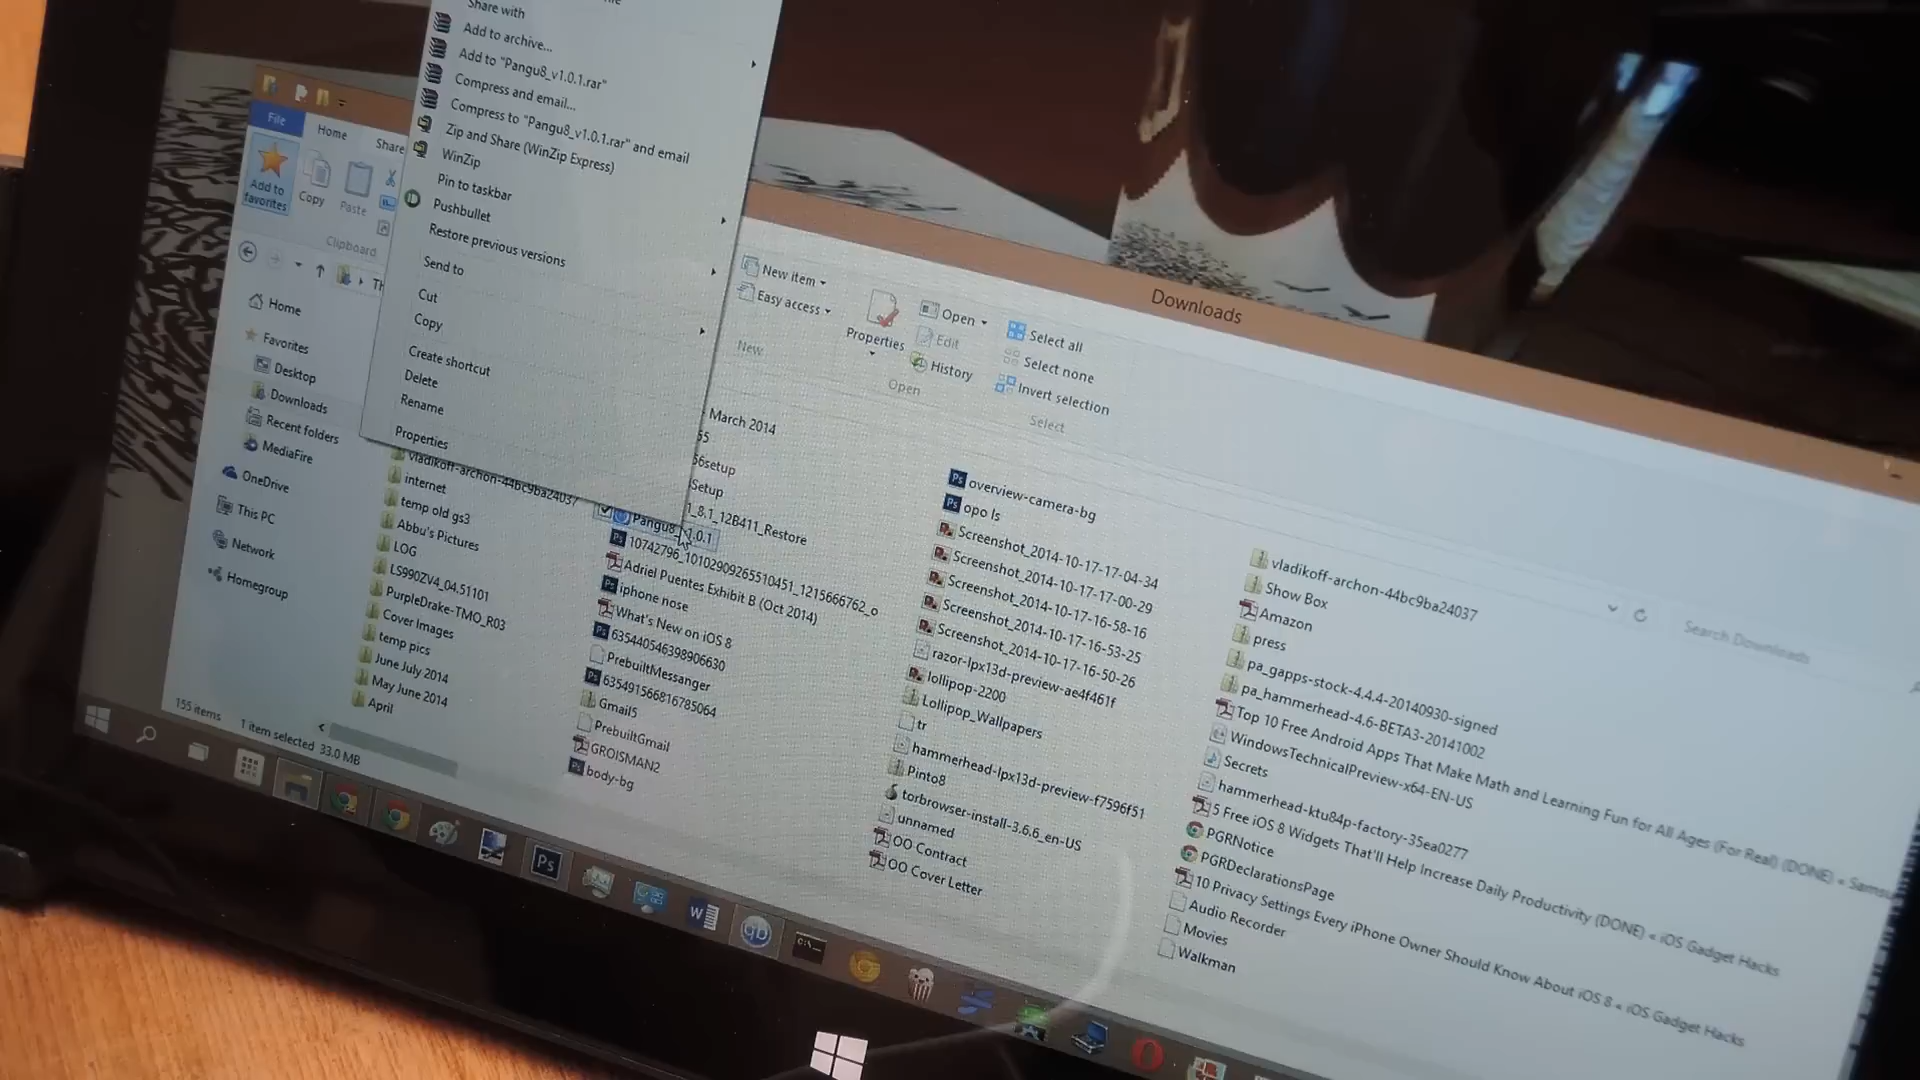 Share with
Add to archive...
Add to "Pangu8_v1.0.1.rar"
Compress and email...
Compress to "Pangu8_v1.0.1.rar" and email
Zip and Share (WinZip Express)
WinZip
Pin to taskbar
Pushbullet
Restore previous versions
Send to
Cut
Copy
Create shortcut
Delete
Rename
Properties
File
Home
Share
Add to favorites
Copy
Paste
Clipboard
New item
Easy access
New
Properties
Open
Edit
History
Open
Select all
Select none
Invert selection
Select
Downloads
Search Downloads
Home
Favorites
Desktop
Downloads
Recent folders
MediaFire
OneDrive
This PC
Network
Homegroup
155 items
1 item selected 33.0 MB
vladikoff-archon-44bc9ba24037
internet
temp old gs3
Abbu's Pictures
LOG
LS990ZV4_04.51101
PurpleDrake-TMO_R03
Cover Images
temp pics
June July 2014
May June 2014
April
March 2014
55
56setup
Setup
1_8.1_12B411_Restore
Pangu8_v1.0.1
10742796_10102909265510451_1215666762_o
Adriel Puentes Exhibit B (Oct 2014)
iphone nose
What's New on iOS 8
635440546398906630
PrebuiltMessanger
635491566816785064
Gmail5
PrebuiltGmail
GROISMAN2
body-bg
overview-camera-bg
opo ls
Screenshot_2014-10-17-17-04-34
Screenshot_2014-10-17-17-00-29
Screenshot_2014-10-17-16-58-16
Screenshot_2014-10-17-16-53-25
Screenshot_2014-10-17-16-50-26
razor-lpx13d-preview-ae4f461f
lollipop-2200
Lollipop_Wallpapers
tr
hammerhead-lpx13d-preview-f7596f51
Pinto8
torbrowser-install-3.6.6_en-US
unnamed
OO Contract
OO Cover Letter
vladikoff-archon-44bc9ba24037
Show Box
Amazon
press
pa_gapps-stock-4.4.4-20140930-signed
pa_hammerhead-4.6-BETA3-20141002
Top 10 Free Android Apps That Make Math and Learning Fun for All Ages (For Real) (DONE) « Samsu
WindowsTechnicalPreview-x64-EN-US
Secrets
hammerhead-ktu84p-factory-35ea0277
5 Free iOS 8 Widgets That'll Help Increase Daily Productivity (DONE) « iOS Gadget Hacks
PGRNotice
PGRDeclarationsPage
10 Privacy Settings Every iPhone Owner Should Know About iOS 8 « iOS Gadget Hacks
Audio Recorder
Movies
Walkman